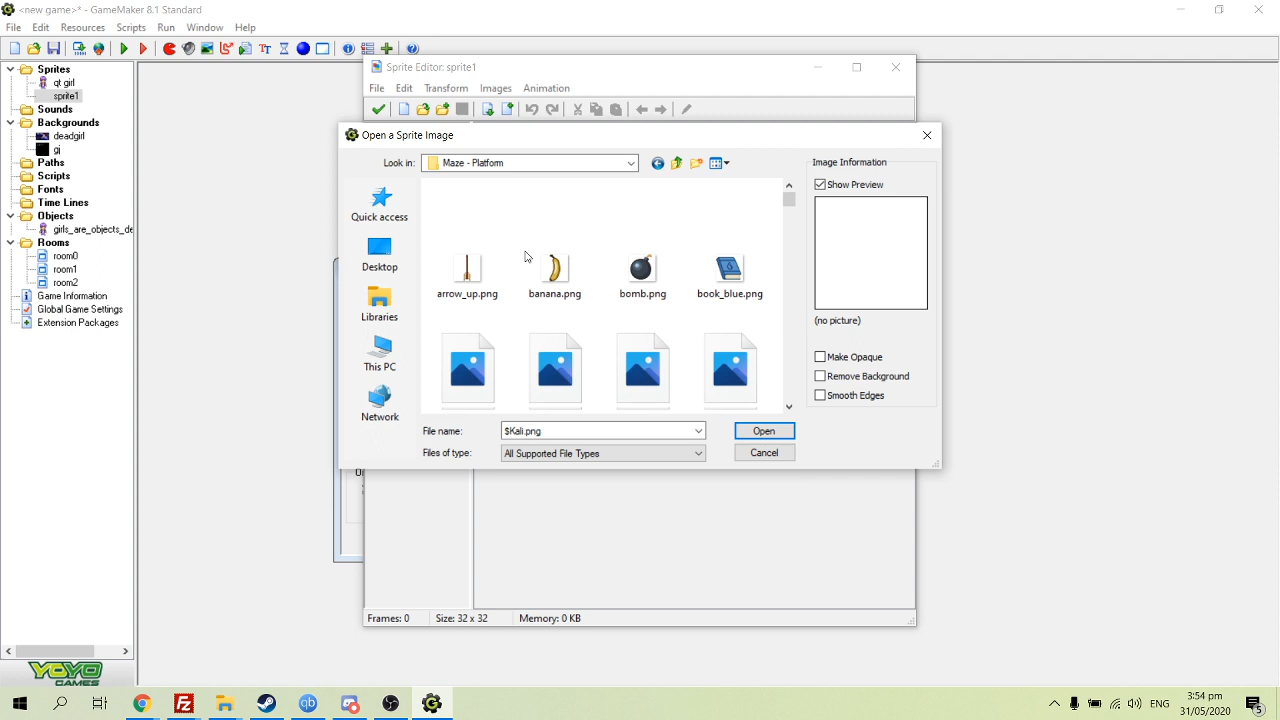 <new game>* - GameMaker 8.1 Standard
File Edit Resources Scripts Run Window Help
Sprites
qt girl
sprite1
Sounds
Backgrounds
deadgirl
gi
Paths
Scripts
Fonts
Time Lines
Objects
girls_are_objects_de
Rooms
room0
room1
room2
Game Information
Global Game Settings
Extension Packages
YOYO
GAMES
Sprite Editor: sprite1
File Edit Transform Images Animation
Open a Sprite Image
Look in: Maze - Platform
Quick access
Desktop
Libraries
This PC
Network
arrow_up.png banana.png bomb.png book_blue.png
File name: $Kali.png Open
Files of type: All Supported File Types Cancel
Image Information
Show Preview
(no picture)
Make Opaque
Remove Background
Smooth Edges
Frames: 0 Size: 32 x 32 Memory: 0 KB
ENG
3:54 pm
31/05/2020
5